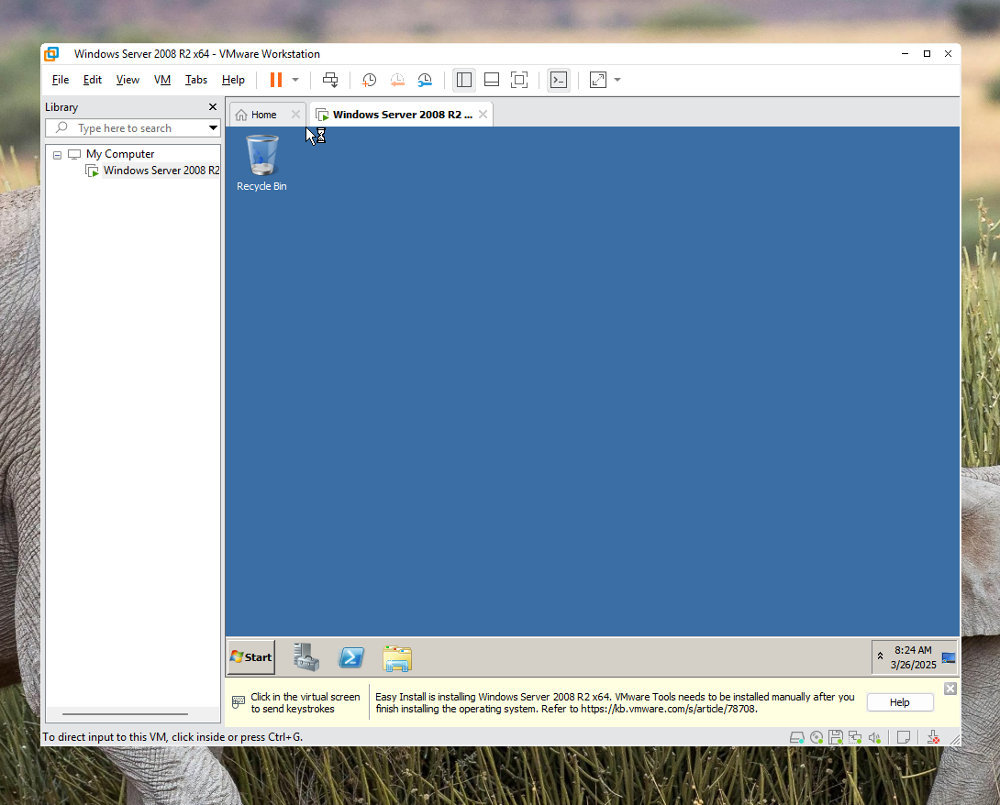 Windows Server 2008 R2 x64 - VMware Workstation
File Edit View VM Tabs Help
Library
Type here to search
My Computer
Windows Server 2008 R2
Home
Windows Server 2008 R2 ...
Recycle Bin
Start
8:24 AM
3/26/2025
Click in the virtual screen
to send keystrokes
Easy Install is installing Windows Server 2008 R2 x64. VMware Tools needs to be installed manually after you
finish installing the operating system. Refer to https://kb.vmware.com/s/article/78708.
Help
To direct input to this VM, click inside or press Ctrl+G.